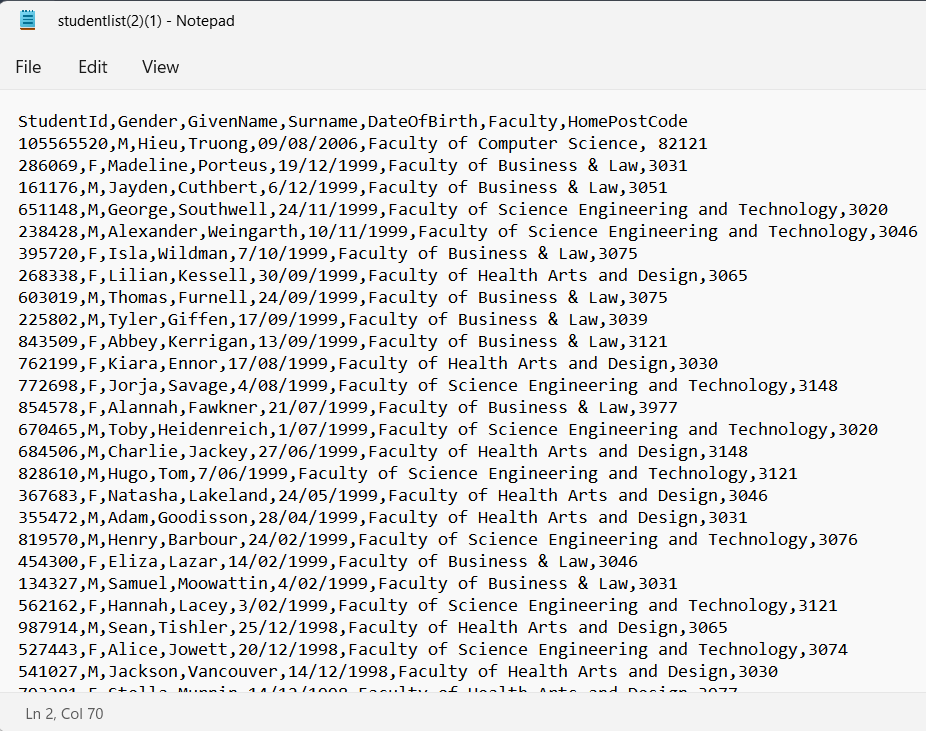 studentlist(2)(1) - Notepad
File Edit View
StudentId,Gender,GivenName,Surname,DateOfBirth,Faculty,HomePostCode
105565520,M,Hieu,Truong,09/08/2006,Faculty of Computer Science, 82121
286069,F,Madeline,Porteus,19/12/1999,Faculty of Business & Law,3031
161176,M,Jayden,Cuthbert,6/12/1999,Faculty of Business & Law,3051
651148,M,George,Southwell,24/11/1999,Faculty of Science Engineering and Technology,3020
238428,M,Alexander,Weingarth,10/11/1999,Faculty of Science Engineering and Technology,3046
395720,F,Isla,Wildman,7/10/1999,Faculty of Business & Law,3075
268338,F,Lilian,Kessell,30/09/1999,Faculty of Health Arts and Design,3065
603019,M,Thomas,Furnell,24/09/1999,Faculty of Business & Law,3075
225802,M,Tyler,Giffen,17/09/1999,Faculty of Business & Law,3039
843509,F,Abbey,Kerrigan,13/09/1999,Faculty of Business & Law,3121
762199,F,Kiara,Ennor,17/08/1999,Faculty of Health Arts and Design,3030
772698,F,Jorja,Savage,4/08/1999,Faculty of Science Engineering and Technology,3148
854578,F,Alannah,Fawkner,21/07/1999,Faculty of Business & Law,3977
670465,M,Toby,Heidenreich,1/07/1999,Faculty of Science Engineering and Technology,3020
684506,M,Charlie,Jackey,27/06/1999,Faculty of Health Arts and Design,3148
828610,M,Hugo,Tom,7/06/1999,Faculty of Science Engineering and Technology,3121
367683,F,Natasha,Lakeland,24/05/1999,Faculty of Health Arts and Design,3046
355472,M,Adam,Goodisson,28/04/1999,Faculty of Health Arts and Design,3031
819570,M,Henry,Barbour,24/02/1999,Faculty of Science Engineering and Technology,3076
454300,F,Eliza,Lazar,14/02/1999,Faculty of Business & Law,3046
134327,M,Samuel,Moowattin,4/02/1999,Faculty of Business & Law,3031
562162,F,Hannah,Lacey,3/02/1999,Faculty of Science Engineering and Technology,3121
987914,M,Sean,Tishler,25/12/1998,Faculty of Health Arts and Design,3065
527443,F,Alice,Jowett,20/12/1998,Faculty of Science Engineering and Technology,3074
541027,M,Jackson,Vancouver,14/12/1998,Faculty of Health Arts and Design,3030
Ln 2, Col 70